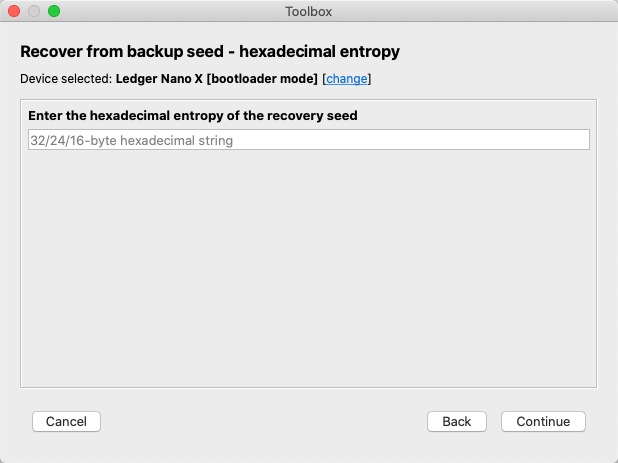 Toolbox
Recover from backup seed - hexadecimal entropy
Device selected: Ledger Nano X [bootloader mode] [change]
Enter the hexadecimal entropy of the recovery seed
32/24/16-byte hexadecimal string
Cancel Back Continue